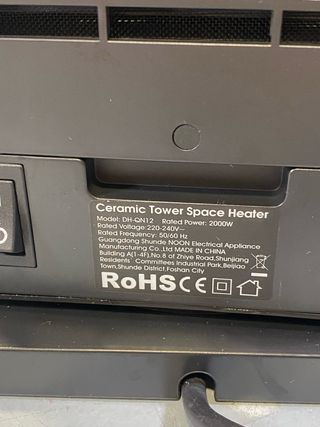 Ceramic Tower Space Heater
Model: DH-QN12 Rated Power: 2000W
Rated Voltage: 220-240V~
Rated Frequency: 50/60 Hz
Guangdong Shunde NOON Electrical Appliance
Manufacturing Co.,Ltd MADE IN CHINA
Building A(1-4F),No.8 of Zhiye Road,Shunjiang
Residents' Committees Industrial Park,Beijiao
Town,Shunde District,Foshan City
RoHS CE